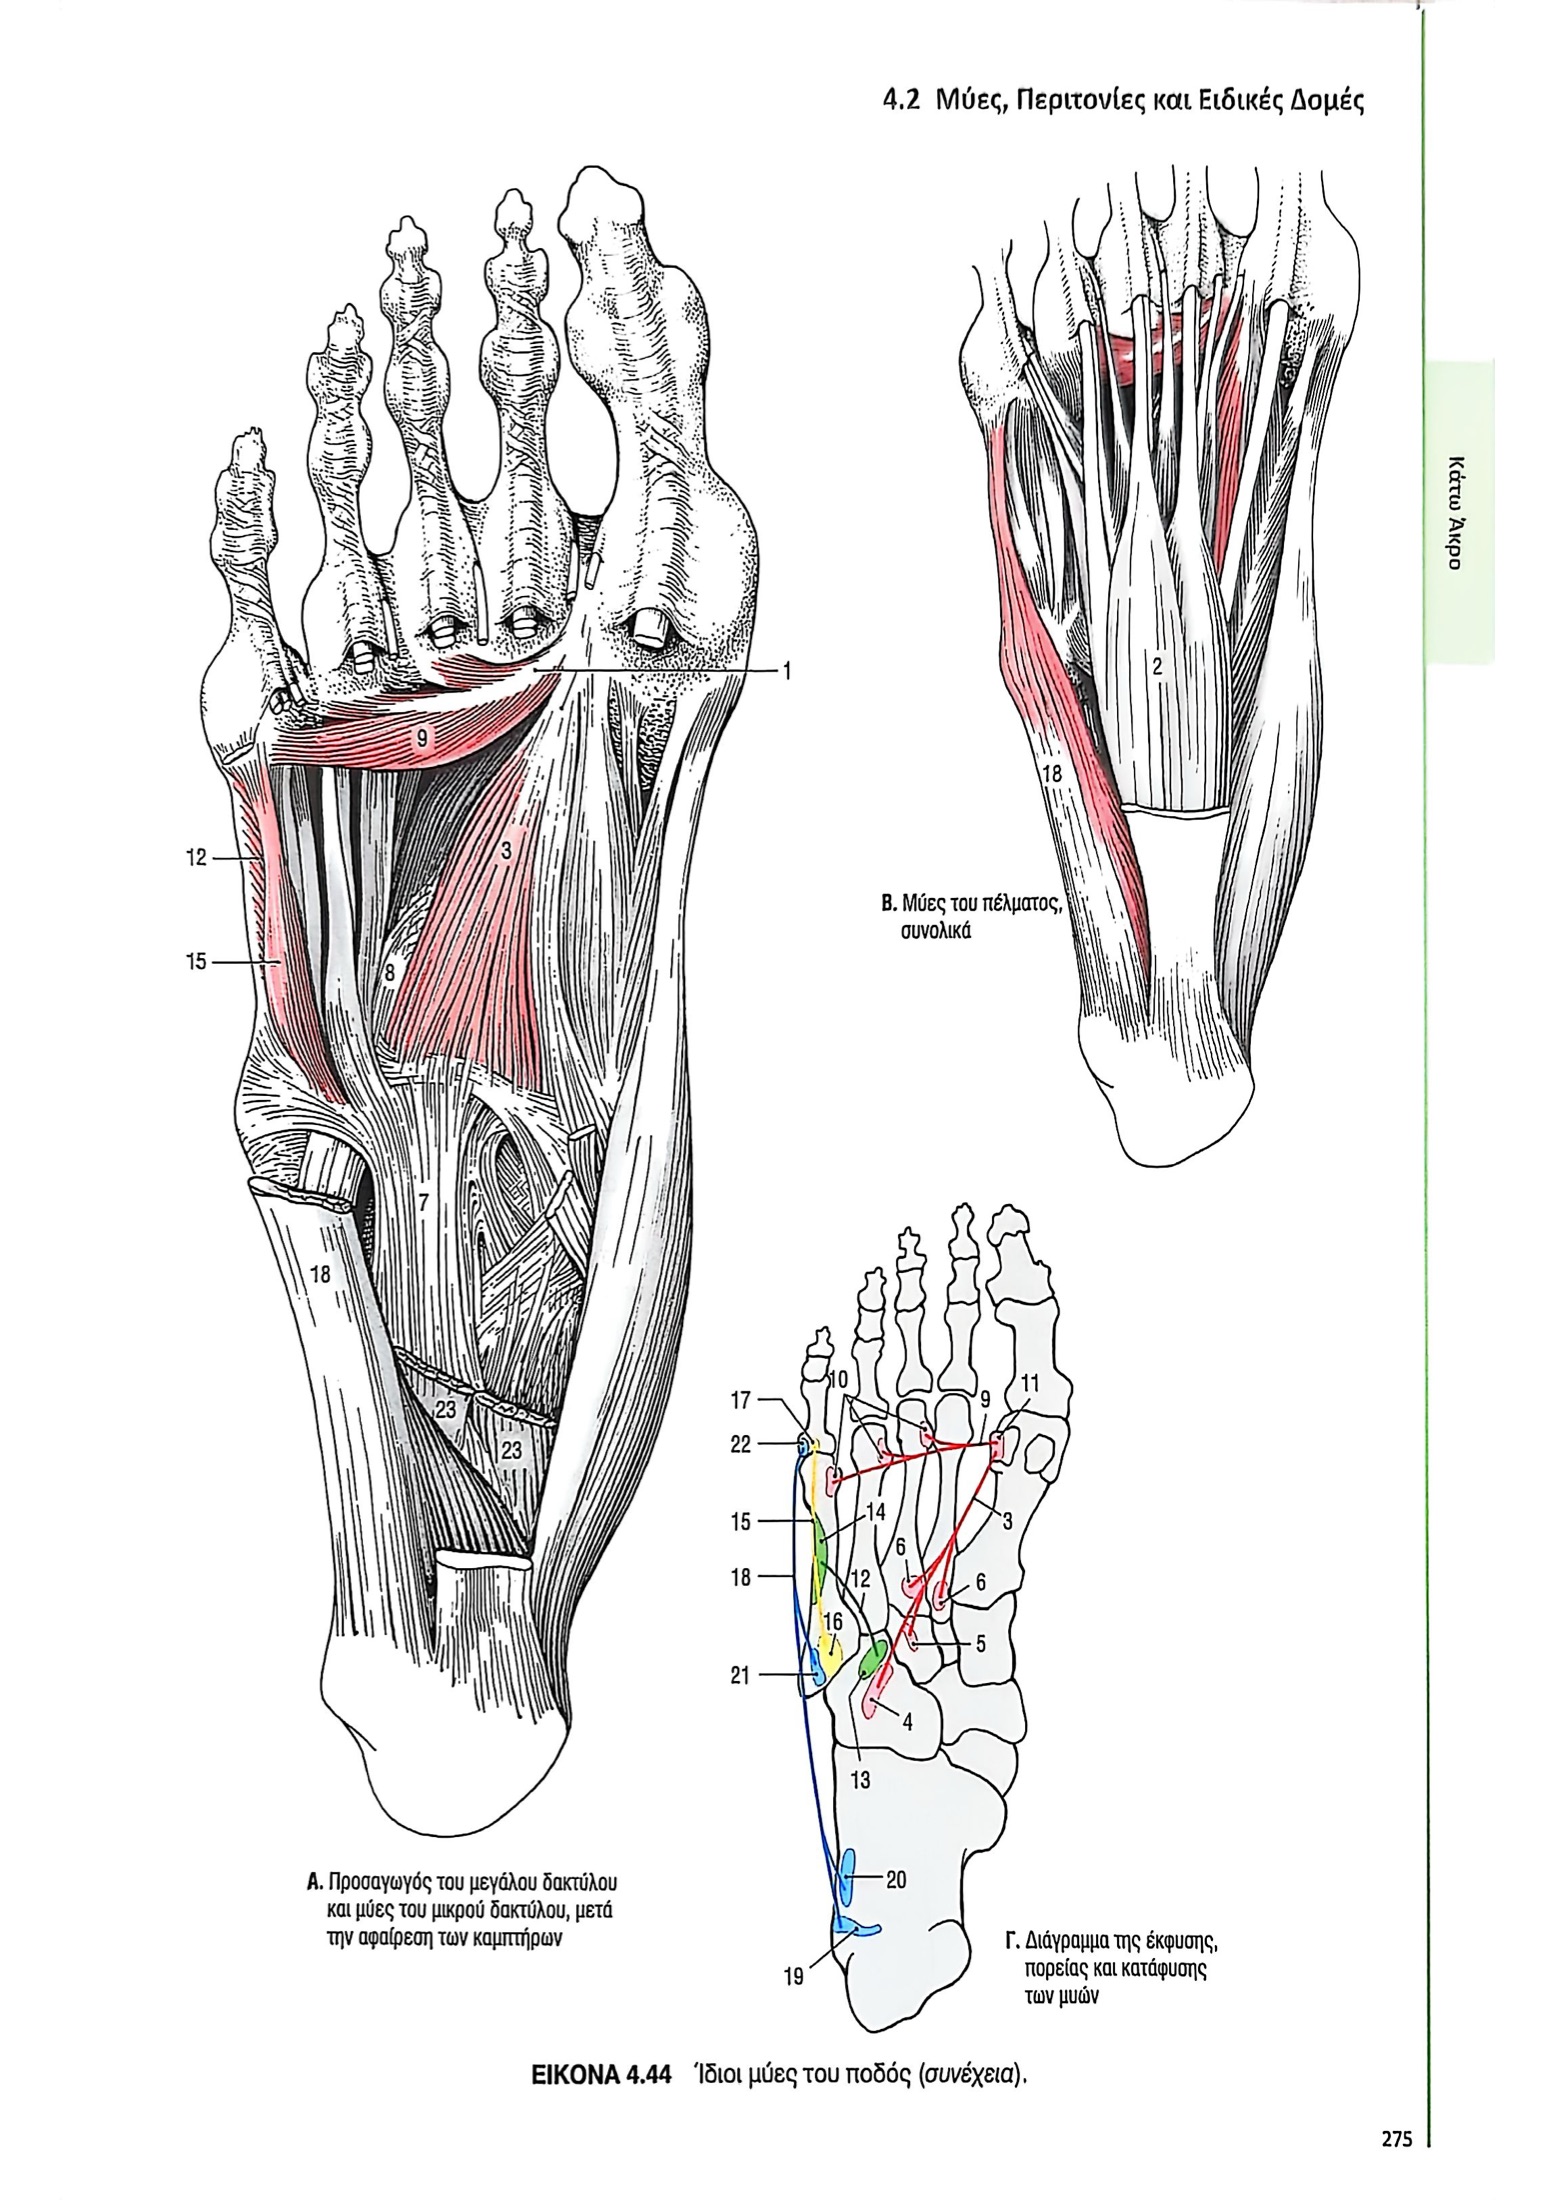 4.2 Μύες, Περιτονίες και Ειδικές Δομές
Κάτω Άκρο
1
9
3
12
15
8
7
18
23
23
2
18
Β. Μύες του πέλματος,
συνολικά
10
11
17
9
22
14
15
3
6
18
12
6
16
5
21
4
13
20
19
Α. Προσαγωγός του μεγάλου δακτύλου
και μύες του μικρού δακτύλου, μετά
την αφαίρεση των καμπτήρων
Γ. Διάγραμμα της έκφυσης,
πορείας και κατάφυσης
των μυών
ΕΙΚΟΝΑ 4.44 Ίδιοι μύες του ποδός (συνέχεια).
275